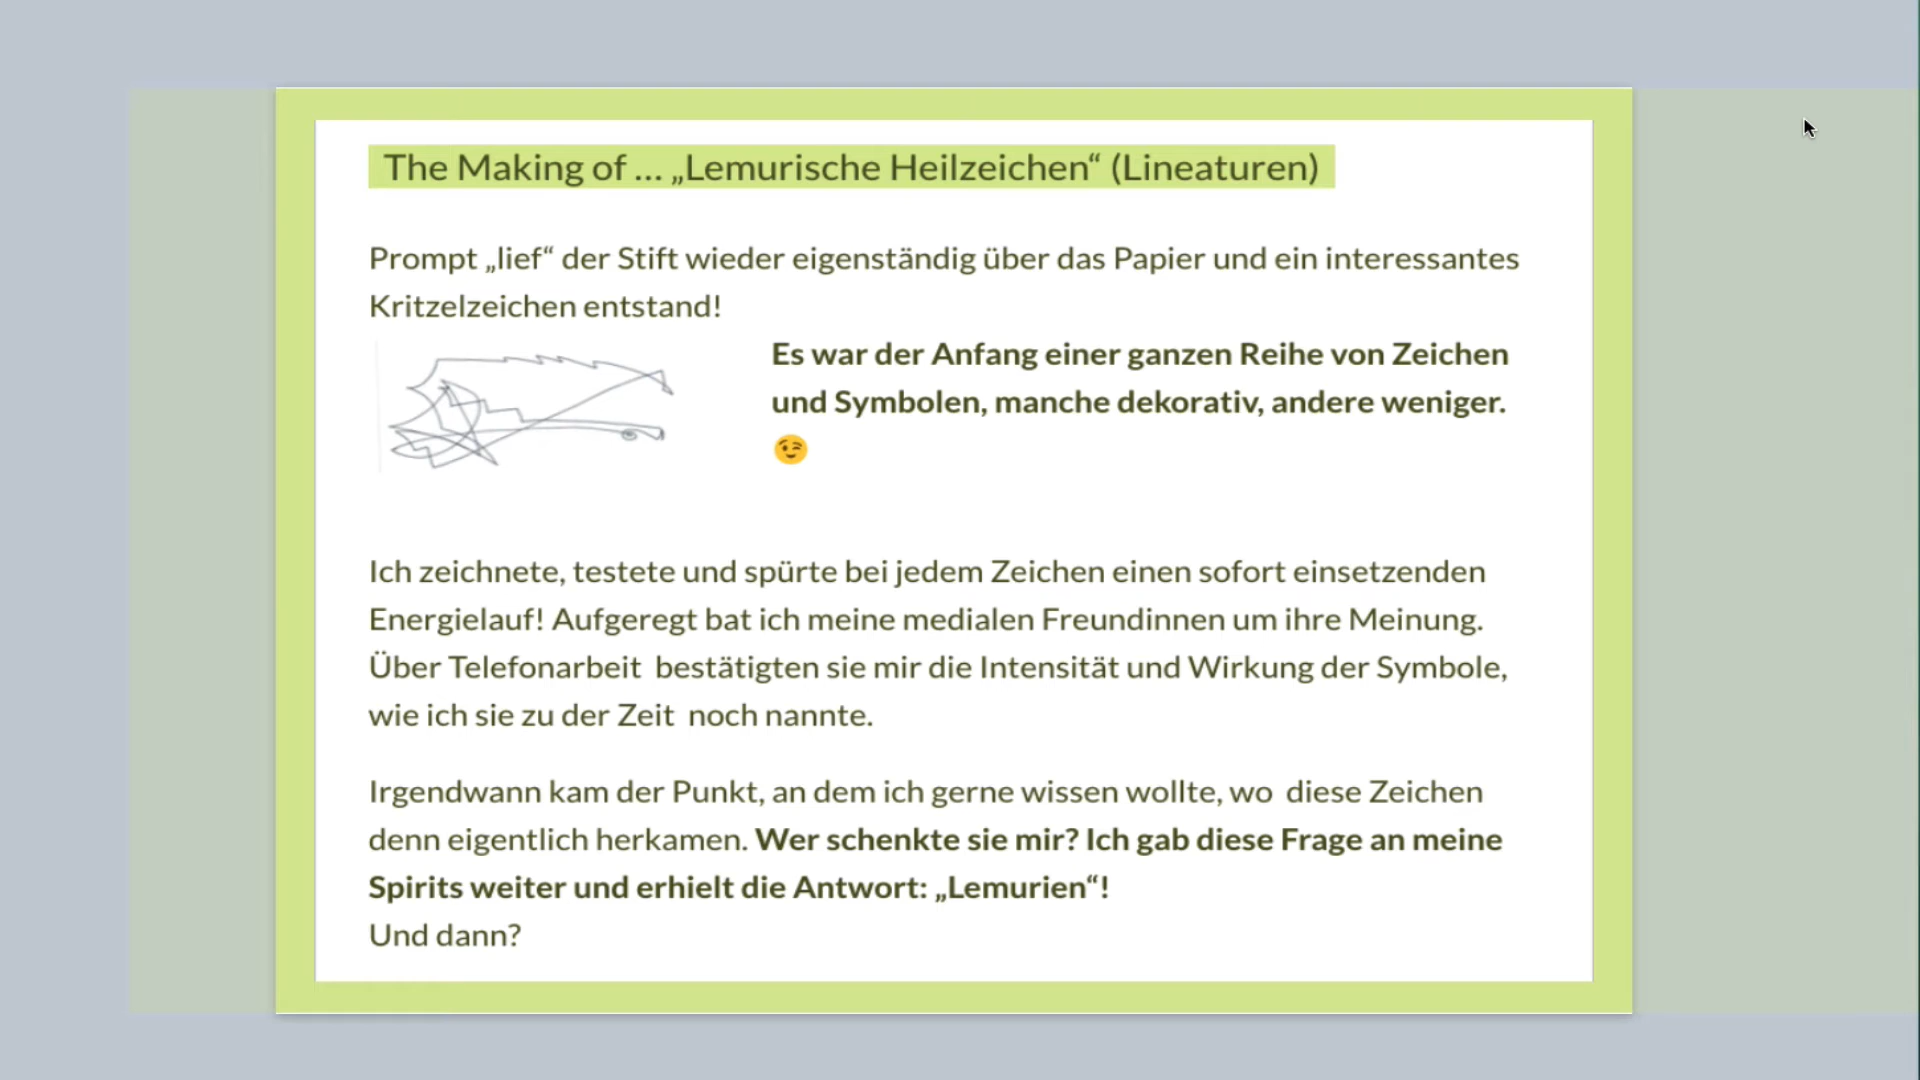 The Making of ... „Lemurische Heilzeichen“ (Lineaturen)
Prompt „lief“ der Stift wieder eigenständig über das Papier und ein interessantes
Kritzelzeichen entstand!
Es war der Anfang einer ganzen Reihe von Zeichen
und Symbolen, manche dekorativ, andere weniger.
😉
Ich zeichnete, testete und spürte bei jedem Zeichen einen sofort einsetzenden
Energielauf! Aufgeregt bat ich meine medialen Freundinnen um ihre Meinung.
Über Telefonarbeit bestätigten sie mir die Intensität und Wirkung der Symbole,
wie ich sie zu der Zeit noch nannte.
Irgendwann kam der Punkt, an dem ich gerne wissen wollte, wo diese Zeichen
denn eigentlich herkamen. Wer schenkte sie mir? Ich gab diese Frage an meine
Spirits weiter und erhielt die Antwort: „Lemurien“!
Und dann?